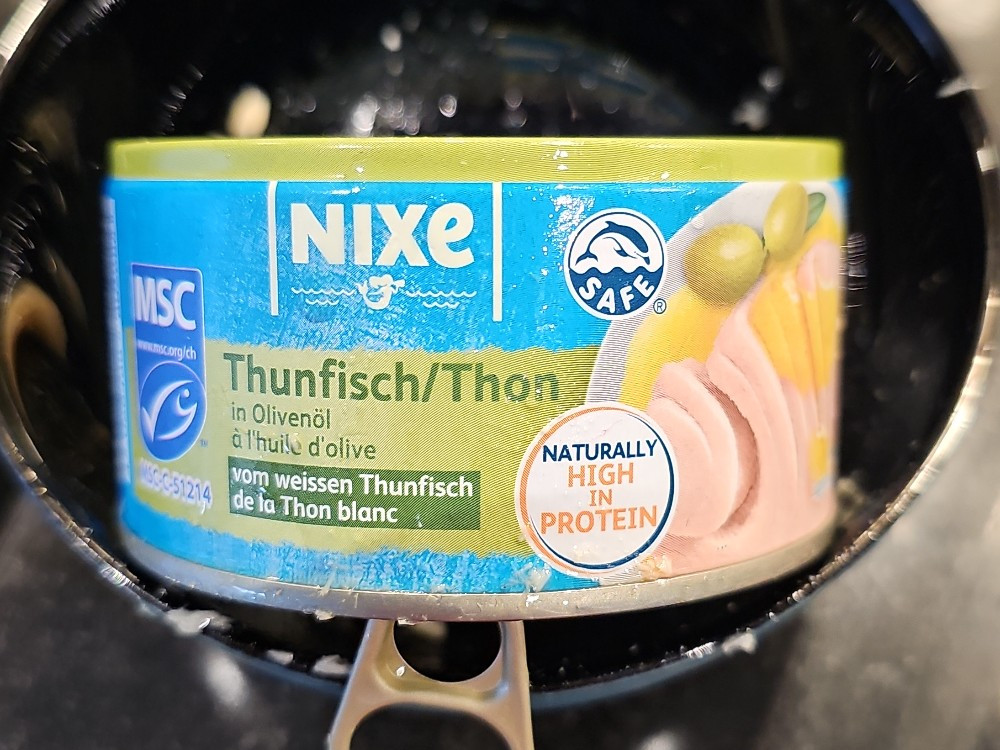 NIXe
SAFE
®
MSC
www.msc.org/ch
TM
MSC-C-51214
Thunfisch/Thon
in Olivenöl
à l'huile d'olive
vom weissen Thunfisch
de la Thon blanc
NATURALLY
HIGH
IN
PROTEIN